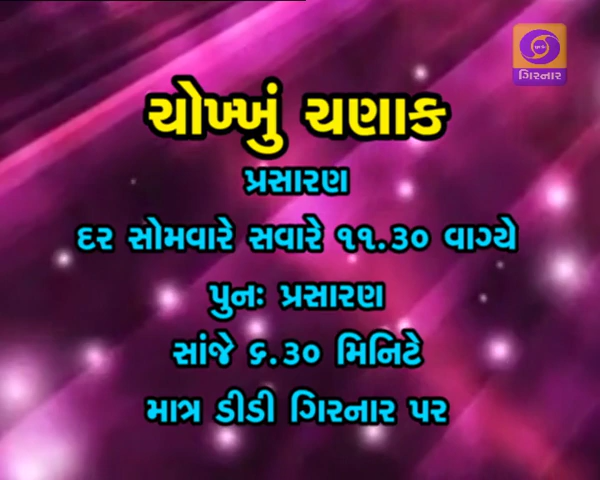 ગિરનાર
ચોખ્ખું ચણાક
પ્રસારણ
દર સોમવારે સવારે ૧૧.૩૦ વાગ્યે
પુનઃ પ્રસારણ
સાંજે ૬.૩૦ મિનિટે
માત્ર ડીડી ગિરનાર પર